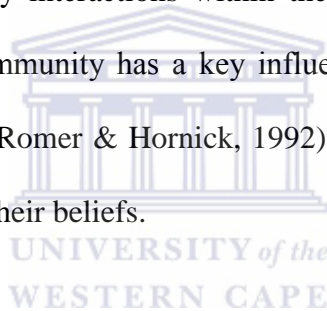 y interactions within the
mmunity has a key influe
Romer & Hornick, 1992)
heir beliefs.
UNIVERSITY of the
WESTERN CAPE